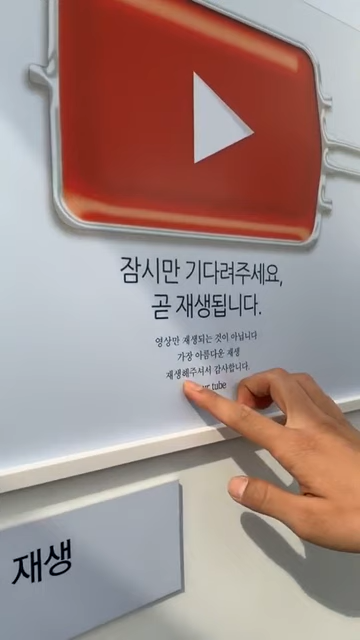 잠시만 기다려주세요,
곧 재생됩니다.
영상만 재생되는 것이 아닙니다
가장 아름다운 재생
재생해주셔서 감사합니다.
tube
재생